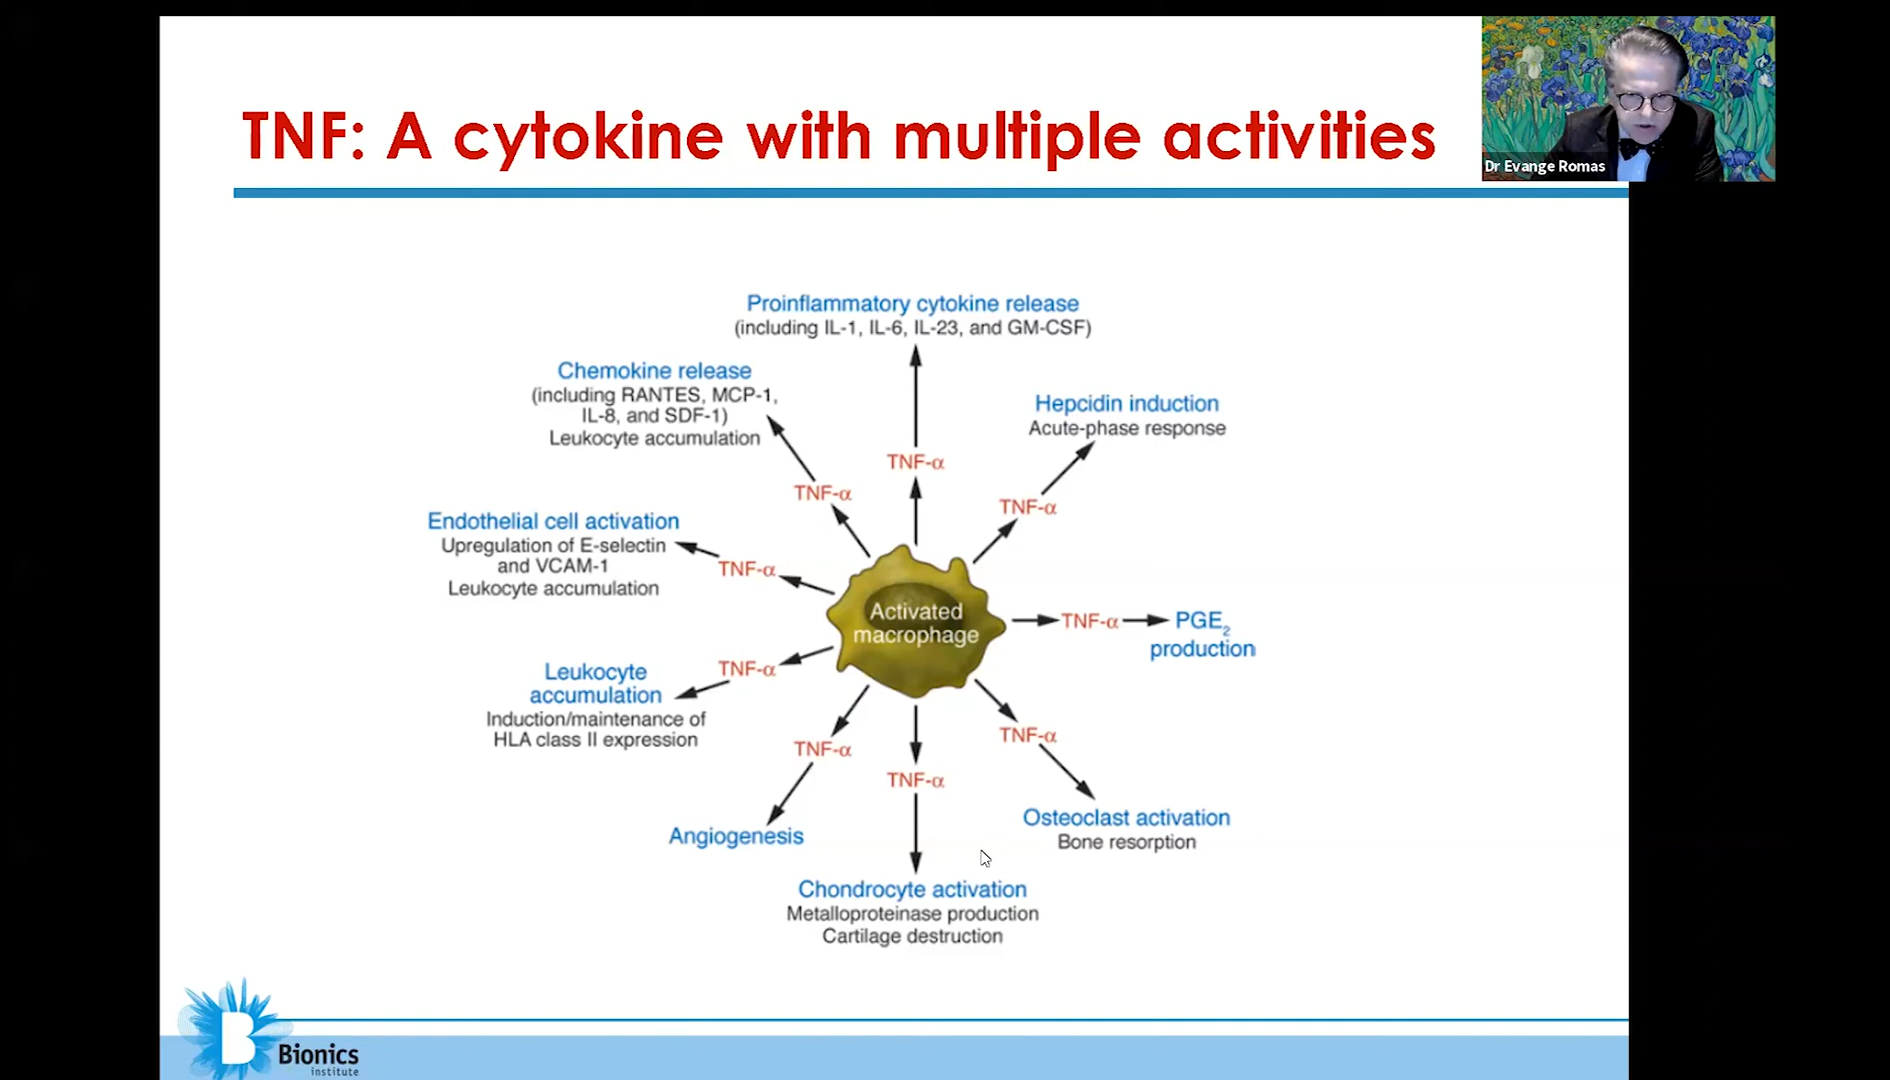 TNF: A cytokine with multiple activities
Dr Evange Romas
Proinflammatory cytokine release
(including IL-1, IL-6, IL-23, and GM-CSF)
Chemokine release
(including RANTES, MCP-1,
IL-8, and SDF-1)
Leukocyte accumulation
Hepcidin induction
Acute-phase response
TNF-α
TNF-α
TNF-α
Endothelial cell activation
Upregulation of E-selectin
and VCAM-1
Leukocyte accumulation
TNF-α
Activated
macrophage
TNF-α
PGE₂
production
Leukocyte
accumulation
Induction/maintenance of
HLA class II expression
TNF-α
TNF-α
TNF-α
TNF-α
Angiogenesis
Osteoclast activation
Bone resorption
Chondrocyte activation
Metalloproteinase production
Cartilage destruction
B
Bionics
institute